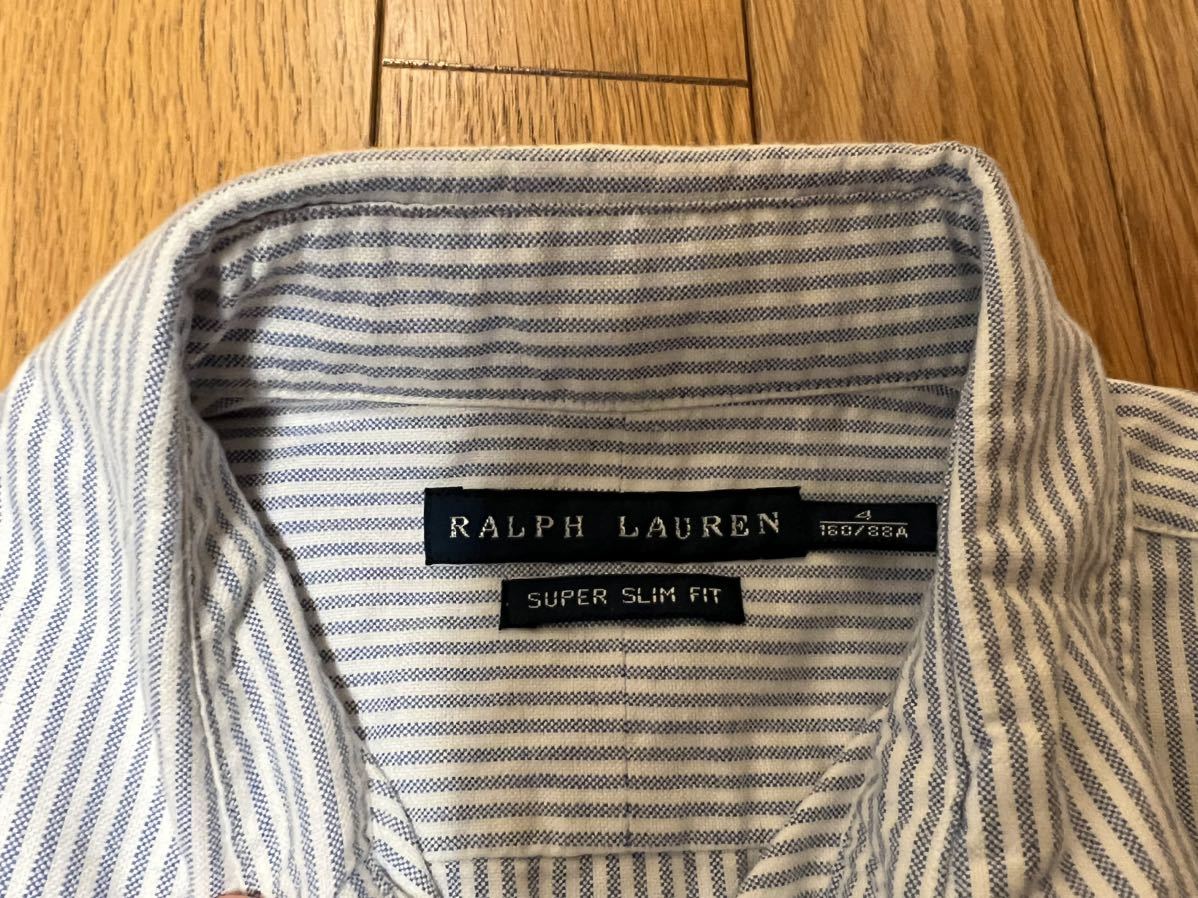 RALPH LAUREN
4
160/88A
SUPER SLIM FIT